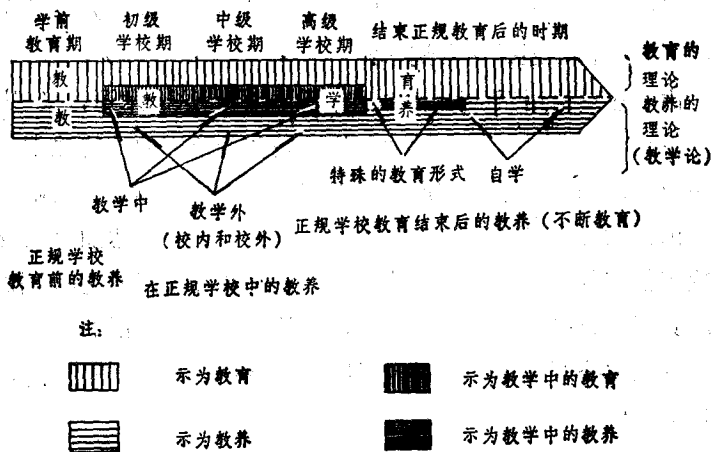 学前 初级 中级 高级 结束正规教育后的时期
教育期 学校期 学校期 学校期
教育的
理论
教养的
理论
(教学论)
教 育
教 学
教 养
特殊的教育形式 自学
教学中 教学外
(校内和校外)
正规学校教育结束后的教养(不断教育)
正规学校
教育前的教养
在正规学校中的教养
注:
示为教育 示为教学中的教育
示为教养 示为教学中的教养